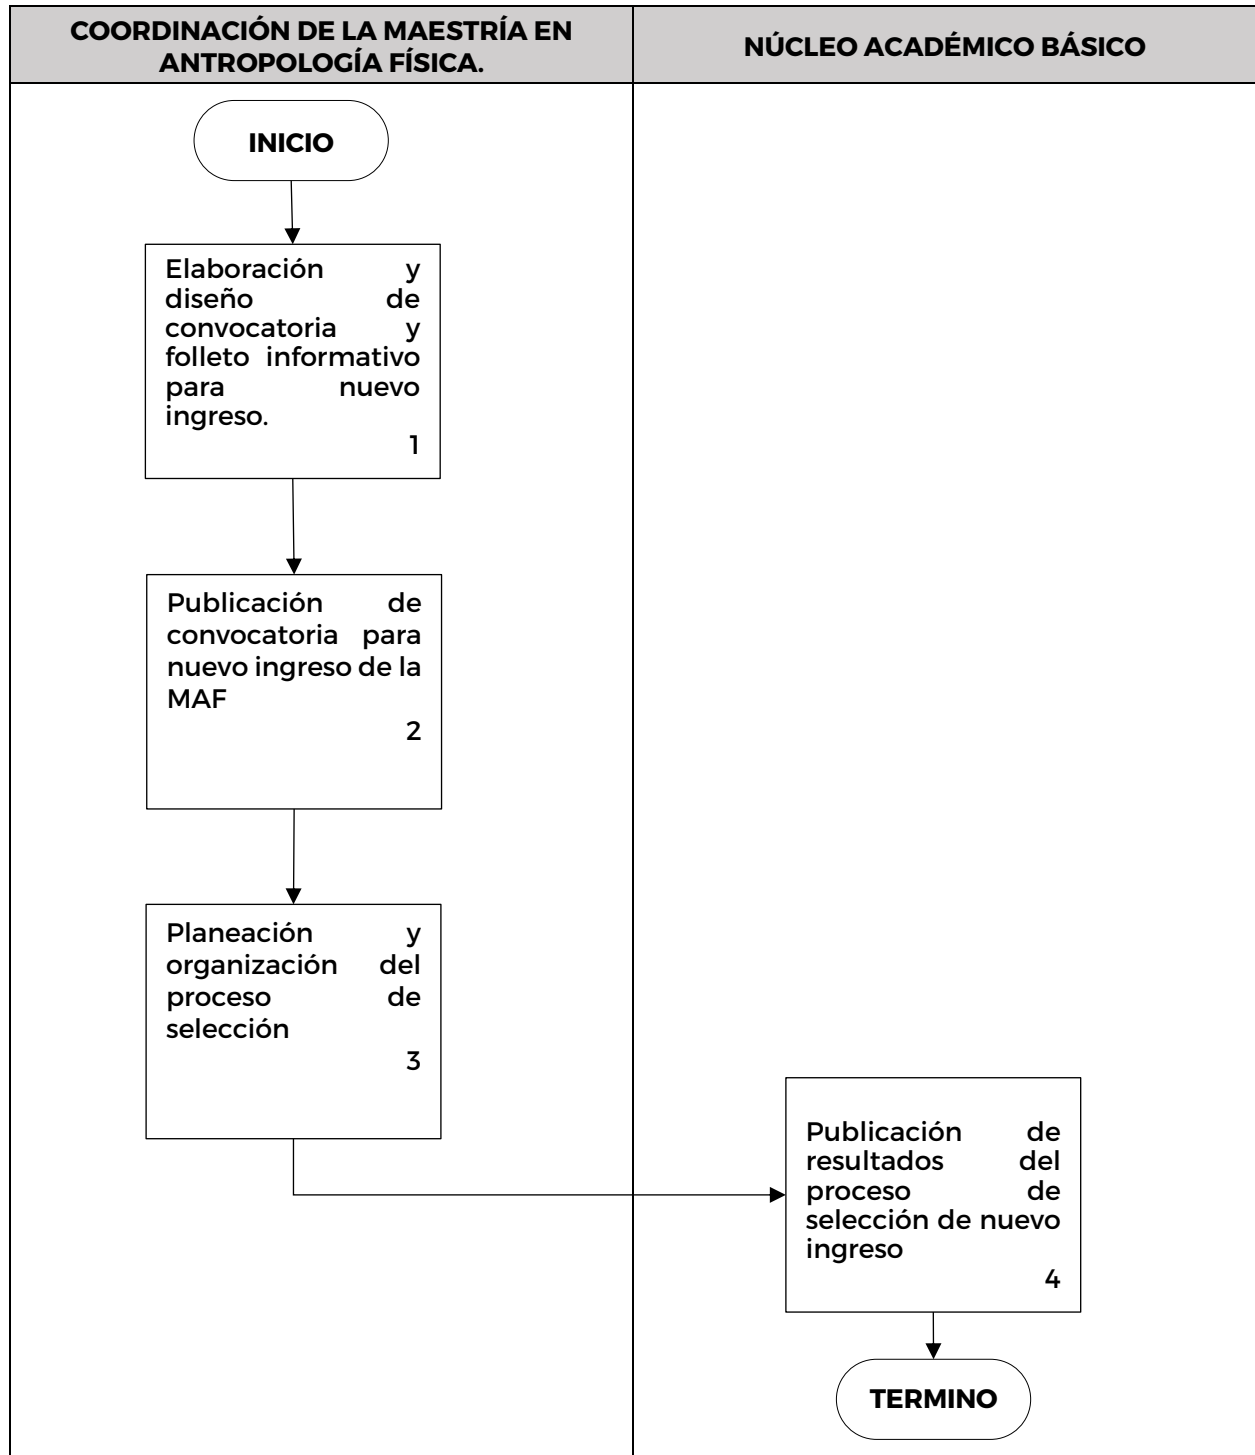 COORDINACIÓN DE LA MAESTRÍA EN
ANTROPOLOGÍA FÍSICA.
NÚCLEO ACADÉMICO BÁSICO
INICIO
Elaboración y
diseño de
convocatoria y
folleto informativo
para nuevo
ingreso.
1
Publicación de
convocatoria para
nuevo ingreso de la
MAF
2
Planeación y
organización del
proceso de
selección
3
Publicación de
resultados del
proceso de
selección de nuevo
ingreso
4
TERMINO